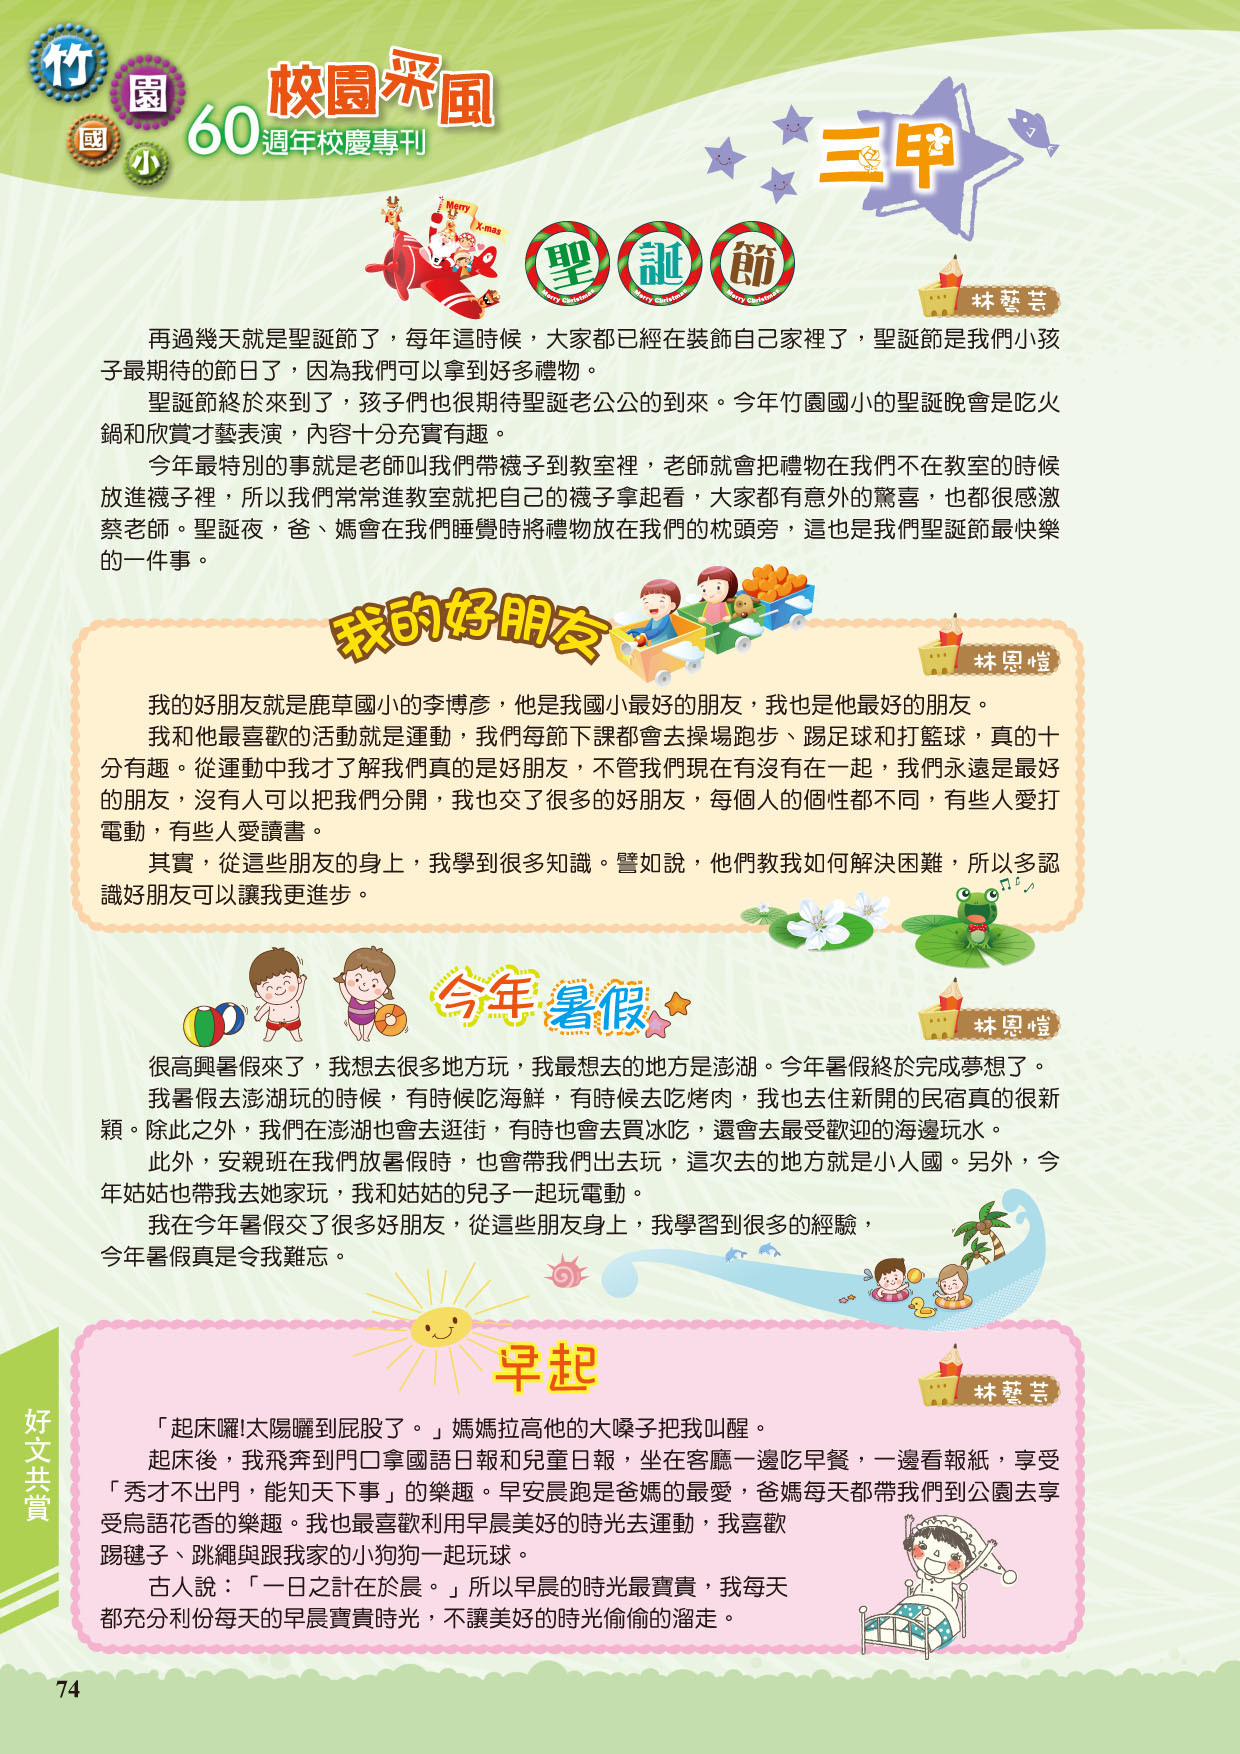 竹園國小
校園采風
60週年校慶專刊
三甲
Merry
X-mas
聖誕節
Merry Christmas
Merry Christmas
Merry Christmas
林藝芸
再過幾天就是聖誕節了，每年這時候，大家都已經在裝飾自己家裡了，聖誕節是我們小孩
子最期待的節日了，因為我們可以拿到好多禮物。
聖誕節終於來到了，孩子們也很期待聖誕老公公的到來。今年竹園國小的聖誕晚會是吃火
鍋和欣賞才藝表演，內容十分充實有趣。
今年最特別的事就是老師叫我們帶襪子到教室裡，老師就會把禮物在我們不在教室的時候
放進襪子裡，所以我們常常進教室就把自己的襪子拿起看，大家都有意外的驚喜，也都很感激
蔡老師。聖誕夜，爸、媽會在我們睡覺時將禮物放在我們的枕頭旁，這也是我們聖誕節最快樂
的一件事。
我的好朋友
林恩愷
我的好朋友就是鹿草國小的李博彥，他是我國小最好的朋友，我也是他最好的朋友。
我和他最喜歡的活動就是運動，我們每節下課都會去操場跑步、踢足球和打籃球，真的十
分有趣。從運動中我才了解我們真的是好朋友，不管我們現在有沒有在一起，我們永遠是最好
的朋友，沒有人可以把我們分開，我也交了很多的好朋友，每個人的個性都不同，有些人愛打
電動，有些人愛讀書。
其實，從這些朋友的身上，我學到很多知識。譬如說，他們教我如何解決困難，所以多認
識好朋友可以讓我更進步。
今年暑假
林恩愷
很高興暑假來了，我想去很多地方玩，我最想去的地方是澎湖。今年暑假終於完成夢想了。
我暑假去澎湖玩的時候，有時候吃海鮮，有時候去吃烤肉，我也去住新開的民宿真的很新
穎。除此之外，我們在澎湖也會去逛街，有時也會去買冰吃，還會去最受歡迎的海邊玩水。
此外，安親班在我們放暑假時，也會帶我們出去玩，這次去的地方就是小人國。另外，今
年姑姑也帶我去她家玩，我和姑姑的兒子一起玩電動。
我在今年暑假交了很多好朋友，從這些朋友身上，我學習到很多的經驗，
今年暑假真是令我難忘。
早起
林藝芸
「起床囉!太陽曬到屁股了。」媽媽拉高他的大嗓子把我叫醒。
起床後，我飛奔到門口拿國語日報和兒童日報，坐在客廳一邊吃早餐，一邊看報紙，享受
「秀才不出門，能知天下事」的樂趣。早安晨跑是爸媽的最愛，爸媽每天都帶我們到公園去享
受鳥語花香的樂趣。我也最喜歡利用早晨美好的時光去運動，我喜歡
踢毽子、跳繩與跟我家的小狗狗一起玩球。
古人說：「一日之計在於晨。」所以早晨的時光最寶貴，我每天
都充分利份每天的早晨寶貴時光，不讓美好的時光偷偷的溜走。
好文共賞
74